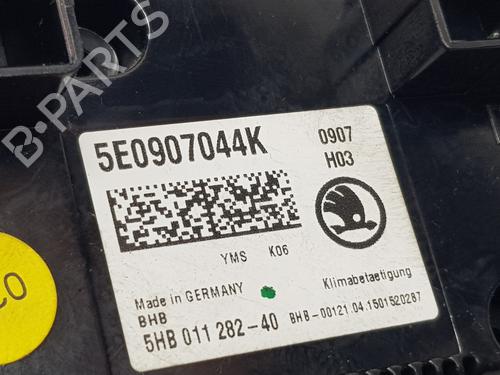 B-PARTS
5E0907044K
0907
H03
YMS K06
Made in GERMANY
Klimabetaetigung
BHB
5HB 011 282-40
BHB-00121.04.1501520287